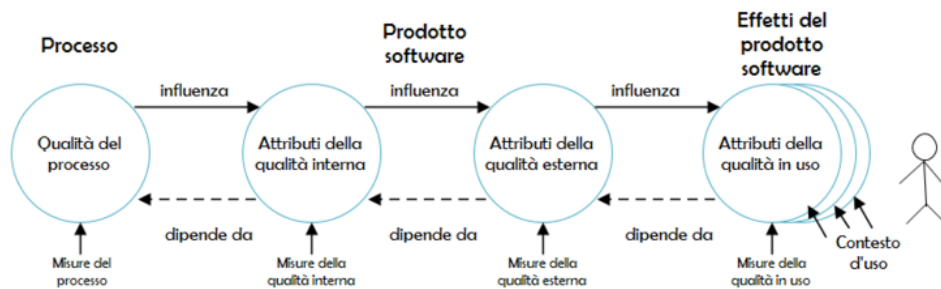 Processo
Prodotto
software
Effetti del
prodotto
software
influenza
influenza
influenza
Qualità del
processo
Attributi della
qualità interna
Attributi della
qualità esterna
Attributi della
qualità in uso
dipende da
dipende da
dipende da
Contesto
d'uso
Misure del
processo
Misure della
qualità interna
Misure della
qualità esterna
Misure della
qualità in uso